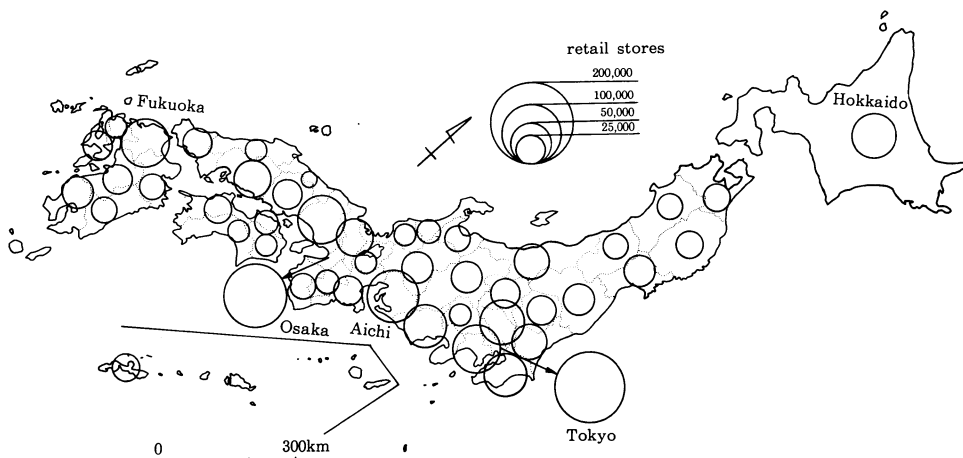 retail stores
200,000
100,000
50,000
25,000
Fukuoka
Hokkaido
Osaka
Aichi
Tokyo
0
300km